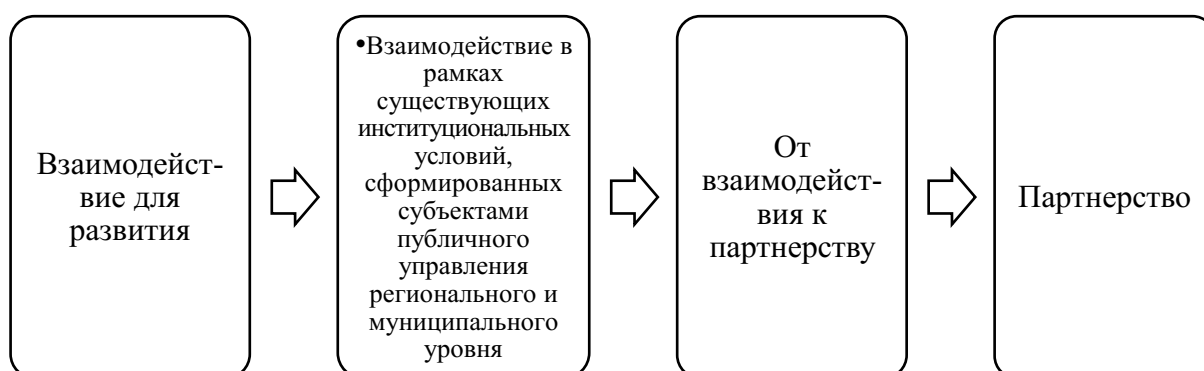 Взаимодейст-
вие для
развития
•Взаимодействие в
рамках
существующих
институциональных
условий,
сформированных
субъектами
публичного
управления
регионального и
муниципального
уровня
От
взаимодейст-
вия к
партнерству
Партнерство